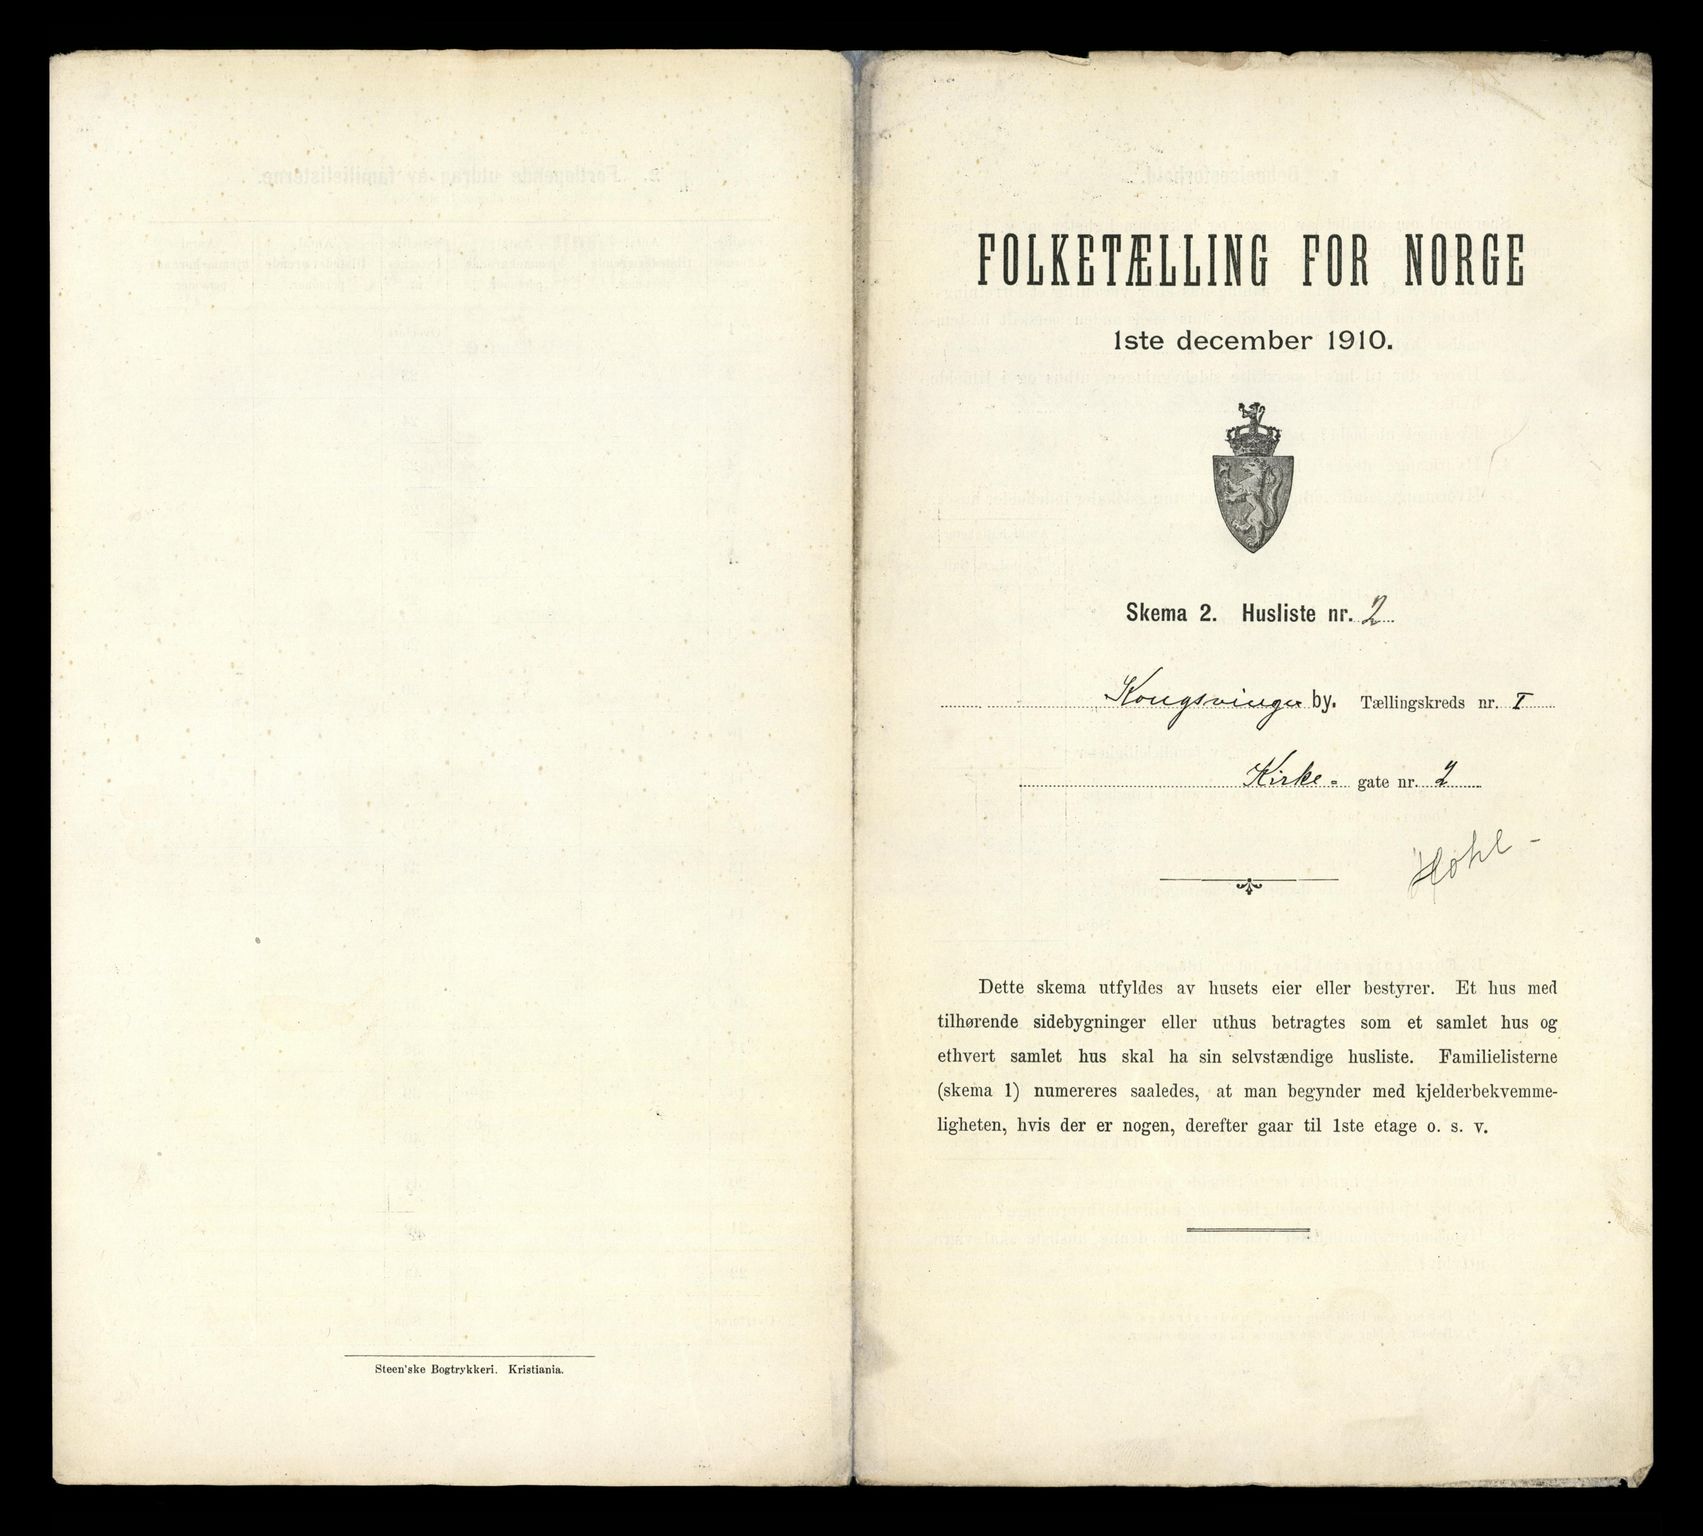 Steen'ske Bogtrykkeri. Kristiania.
FOLKETÆLLING FOR NORGE
1ste december 1910.
Skema 2. Husliste nr. 2
Kongsvinger by. Tællingskreds nr. I
Kirke- gate nr. 2
Dette skema utfyldes av husets eier eller bestyrer. Et hus med
tilhørende sidebygninger eller uthus betragtes som et samlet hus og
ethvert samlet hus skal ha sin selvstændige husliste. Familielisterne
(skema 1) numereres saaledes, at man begynder med kjelderbekvemme-
ligheten, hvis der er nogen, derefter gaar til 1ste etage o. s. v.